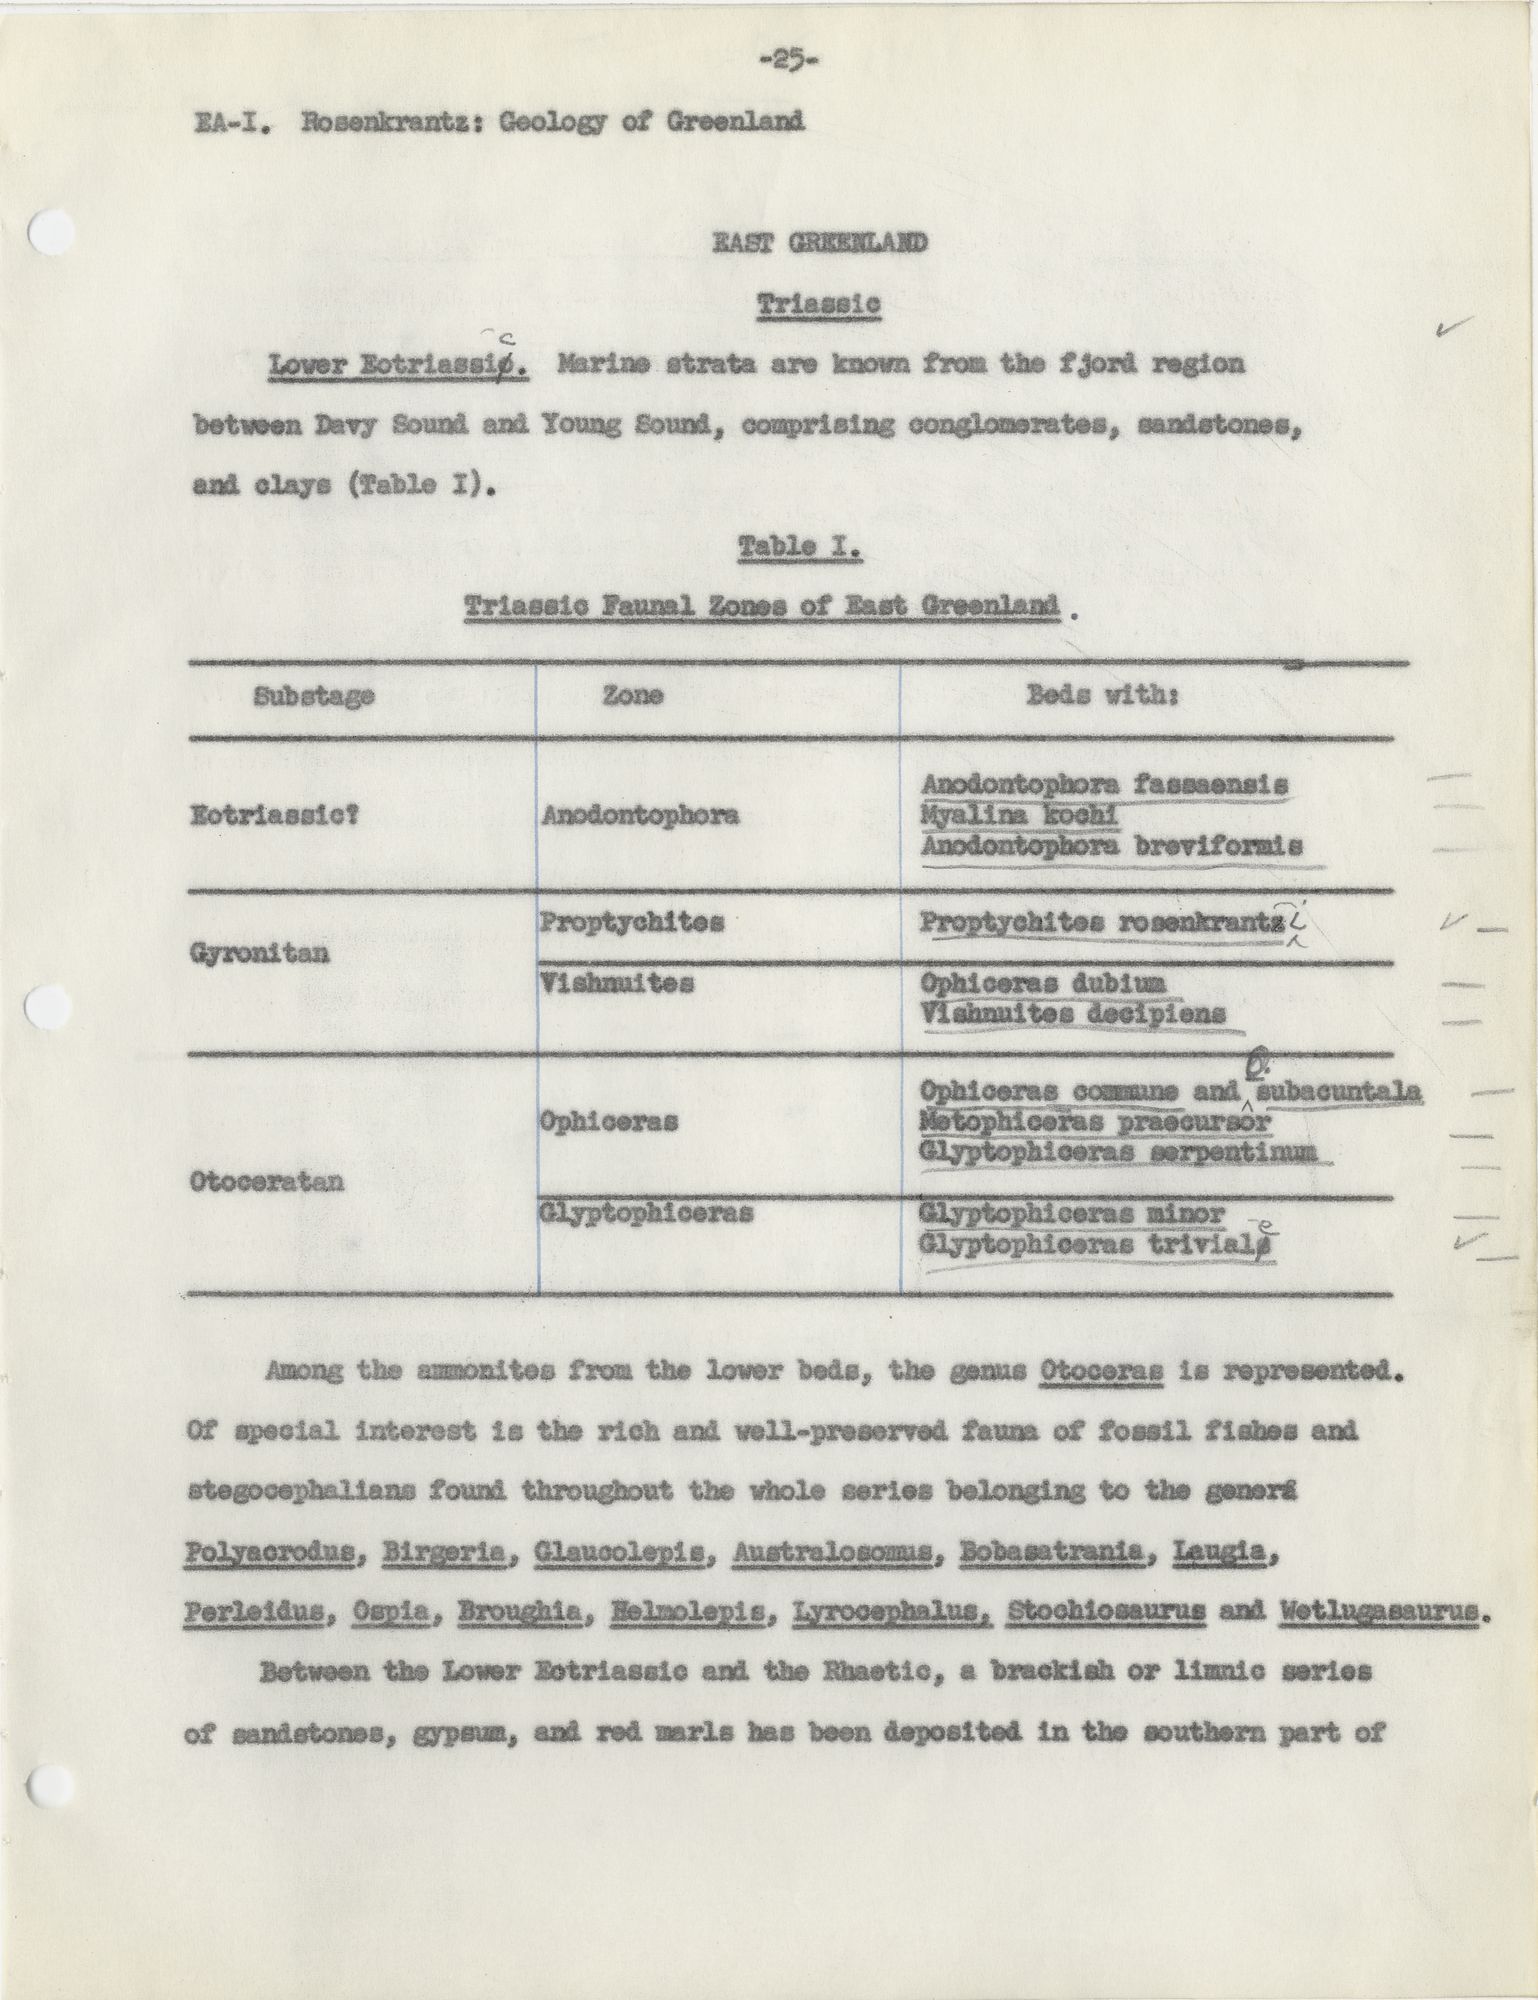 -25-
EA-I. Rosenkrantz: Geology of Greenland
EAST GREENLAND
Triassic
Lower Eotriassic. Marine strata are known from the fjord region
between Davy Sound and Young Sound, comprising conglomerates, sandstones,
and clays (Table I).
Table I.
Triassic Faunal Zones of East Greenland.
Substage Zone Beds with:
Anodontophora fassaensis
Eotriassic? Anodontophora Myalina kochi
Anodontophora breviformis
Proptychites Proptychites rosenkrantzi
Gyronitan
Vishnuites Ophiceras dubium
Vishnuites decipiens
Ophiceras commune and O. subacuntala
Ophiceras Metophiceras praecursor
Glyptophiceras serpentinum
Otoceratan
Glyptophiceras Glyptophiceras minor
Glyptophiceras triviale
Among the ammonites from the lower beds, the genus Otoceras is represented.
Of special interest is the rich and well-preserved fauna of fossil fishes and
stegocephalians found throughout the whole series belonging to the genera
Polyacrodus, Birgeria, Glaucolepis, Australosomus, Bobasatrania, Laugia,
Perleidus, Ospia, Broughia, Helmolepis, Lyrocephalus, Stochiosaurus and Wetlugasaurus.
Between the Lower Eotriassic and the Rhaetic, a brackish or limnic series
of sandstones, gypsum, and red marls has been deposited in the southern part of